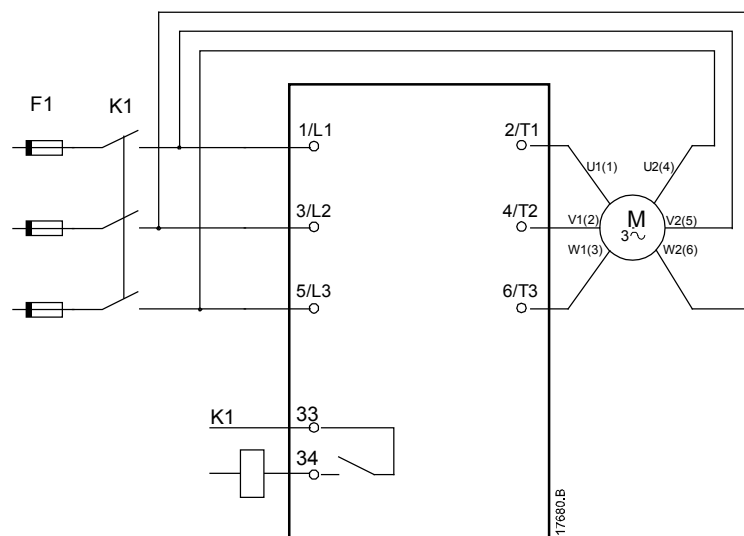 F1
K1
1/L1
2/T1
U1(1)
U2(4)
3/L2
4/T2
V1(2)
M
3~
V2(5)
W1(3)
W2(6)
5/L3
6/T3
K1
33
34
17680.B